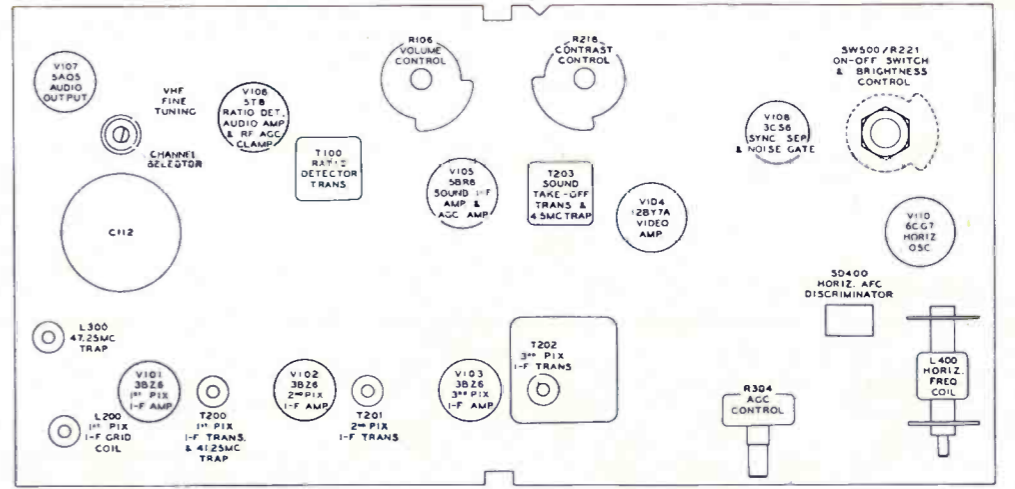 R106
VOLUME
CONTROL
R218
CONTRAST
CONTROL
SW500/R221
ON-OFF SWITCH
& BRIGHTNESS
CONTROL
V107
5AQ5
AUDIO
OUTPUT
VHF
FINE
TUNING
V106
5T8
RATIO DET.
AUDIO AMP
& RF AGC
CLAMP
V108
3CS6
SYNC SEP
& NOISE GATE
CHANNEL
SELECTOR
T100
RATIO
DETECTOR
TRANS
V105
5BR8
SOUND I-F
AMP &
AGC AMP
T203
SOUND
TAKE-OFF
TRANS &
4.5MC TRAP
V104
12BY7A
VIDEO
AMP
V110
6CG7
HORIZ
OSC
C112
SD400
HORIZ. AFC
DISCRIMINATOR
L300
47.25MC
TRAP
T202
3RD PIX
I-F TRANS
V101
3BZ6
1ST PIX
I-F AMP
V102
3BZ6
2ND PIX
I-F AMP
V103
3BZ6
3RD PIX
I-F AMP
L400
HORIZ.
FREQ
COIL
R304
AGC
CONTROL
L200
1ST PIX
I-F GRID
COIL
T200
1ST PIX
I-F TRANS.
& 41.25MC
TRAP
T201
2ND PIX
I-F TRANS